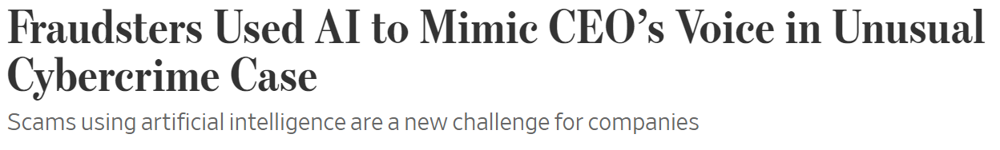 Fraudsters Used AI to Mimic CEO’s Voice in Unusual
Cybercrime Case
Scams using artificial intelligence are a new challenge for companies